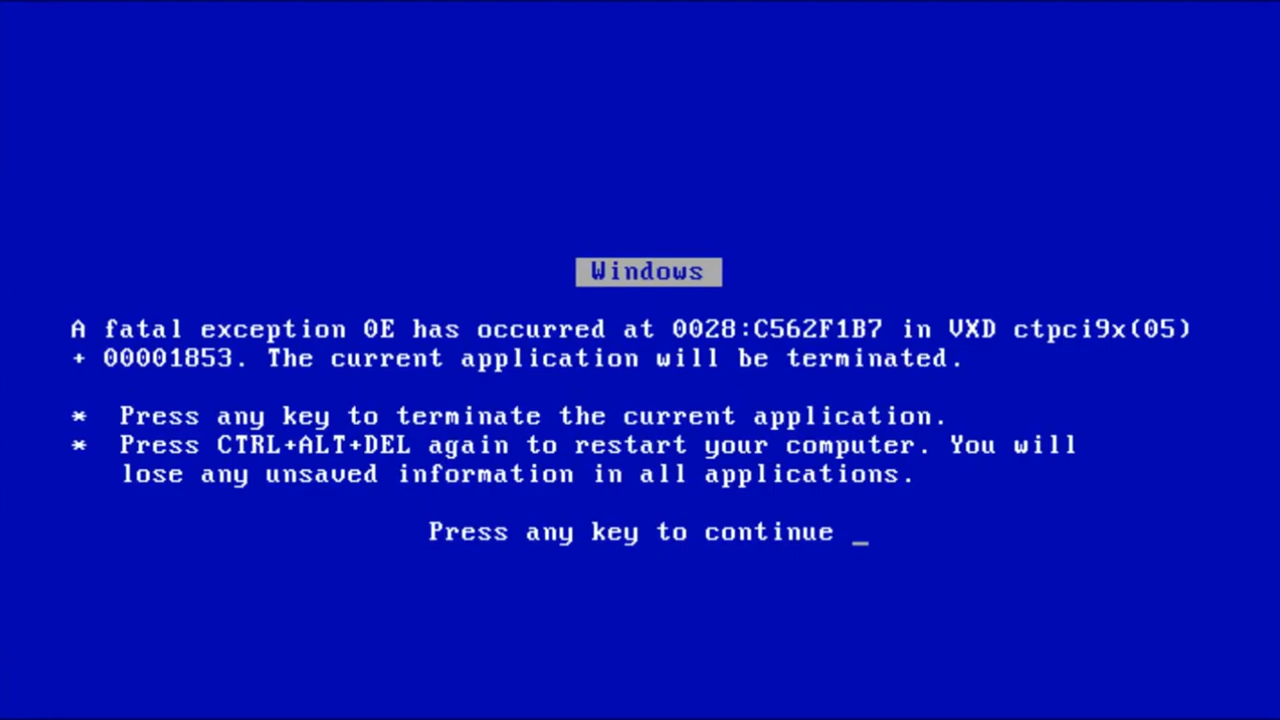 Windows
A fatal exception 0E has occurred at 0028:C562F1B7 in VXD ctpci9x(05)
+ 00001853. The current application will be terminated.
* Press any key to terminate the current application.
* Press CTRL+ALT+DEL again to restart your computer. You will
lose any unsaved information in all applications.
Press any key to continue _